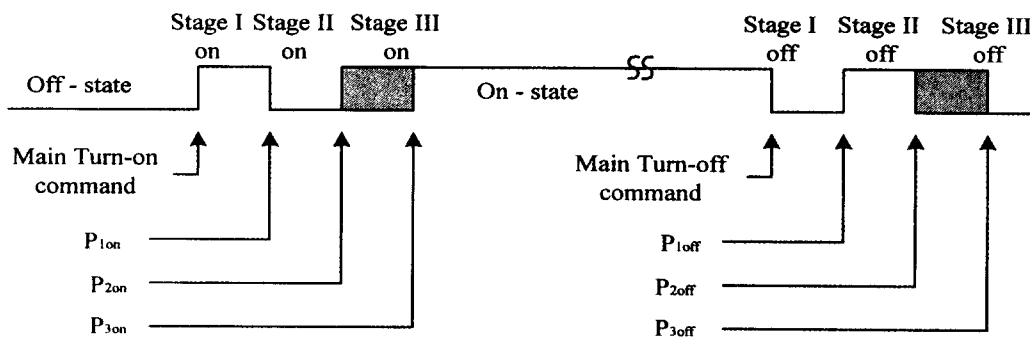 Stage I Stage II Stage III
on on on
Stage I Stage II Stage III
off off off
Off - state
On - state
Main Turn-on
command
Main Turn-off
command
P1on
P2on
P3on
P1off
P2off
P3off